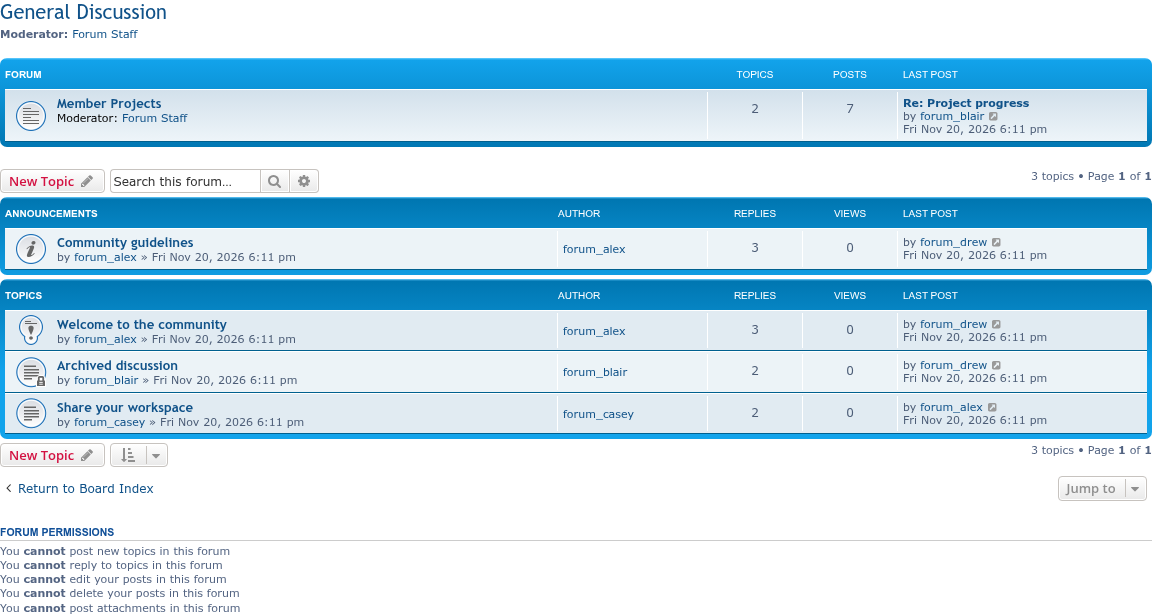 General Discussion
Moderator: Forum Staff
FORUM TOPICS POSTS LAST POST
Member Projects
Moderator: Forum Staff
2 7
Re: Project progress
by forum_blair
Fri Nov 20, 2026 6:11 pm
New Topic Search this forum… 3 topics • Page 1 of 1
ANNOUNCEMENTS AUTHOR REPLIES VIEWS LAST POST
Community guidelines
by forum_alex » Fri Nov 20, 2026 6:11 pm
forum_alex 3 0
by forum_drew
Fri Nov 20, 2026 6:11 pm
TOPICS AUTHOR REPLIES VIEWS LAST POST
Welcome to the community
by forum_alex » Fri Nov 20, 2026 6:11 pm
forum_alex 3 0
by forum_drew
Fri Nov 20, 2026 6:11 pm
Archived discussion
by forum_blair » Fri Nov 20, 2026 6:11 pm
forum_blair 2 0
by forum_drew
Fri Nov 20, 2026 6:11 pm
Share your workspace
by forum_casey » Fri Nov 20, 2026 6:11 pm
forum_casey 2 0
by forum_alex
Fri Nov 20, 2026 6:11 pm
New Topic 3 topics • Page 1 of 1
Return to Board Index Jump to
FORUM PERMISSIONS
You cannot post new topics in this forum
You cannot reply to topics in this forum
You cannot edit your posts in this forum
You cannot delete your posts in this forum
You cannot post attachments in this forum